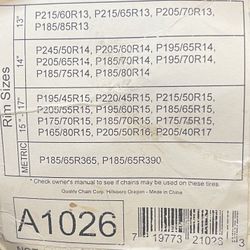 Rim Sizes
13"
P215/60R13, P215/65R13, P205/70R13,
P185/85R13
14"
P245/50R14, P205/60R14, P195/65R14
P205/65R14, P185/70R14, P195/70R14,
P185/75R14, P185/80R14
15" - 17"
P195/45R15, P220/45R15, P215/50R15,
P205/55R15, P195/60R15, P185/65R15,
P175/70R15, P185/70R15, P175/75R15,
P165/80R15, P205/50R16, P205/40R17
METRIC
P185/65R365, P185/65R390
* Check owner's manual to see if chains may be used on these tires.
Quality Chain Corp. Hillsboro Oregon - Made in China
A1026
7 19773 21026